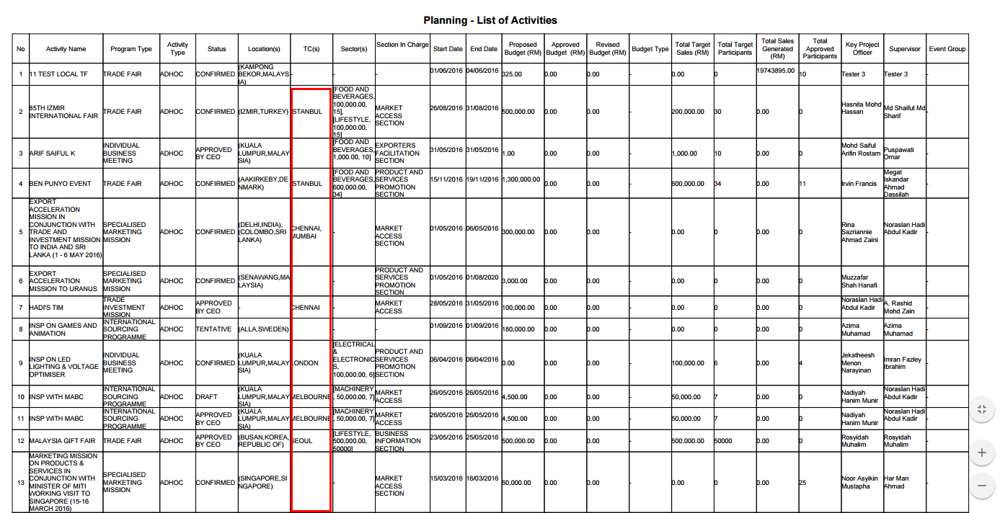 Planning - List of Activities
No Activity Name Program Type Activity Type Status Location(s) TC(s) Sector(s) Section In Charge Start Date End Date Proposed Budget (RM) Approved Budget (RM) Revised Budget (RM) Budget Type Total Target Sales (RM) Total Target Participants Total Sales Generated (RM) Total Approved Participants Key Project Officer Supervisor Event Group
1 11 TEST LOCAL TF TRADE FAIR ADHOC CONFIRMED (KAMPONG BEKOR,MALAYSIA) - - - 01/06/2016 04/06/2016 325.00 0.00 0.00 - 0.00 0 19743895.00 10 Tester 3 Tester 3 -
2 85TH IZMIR INTERNATIONAL FAIR TRADE FAIR ADHOC CONFIRMED (IZMIR,TURKEY) STANBUL [FOOD AND BEVERAGES, 100,000.00, 15], [LIFESTYLE, 100,000.00, 15] MARKET ACCESS SECTION 26/08/2016 31/08/2016 500,000.00 0.00 0.00 - 200,000.00 30 0.00 0 Hasnita Mohd Hassan Md Shaiful Md Sharif -
3 ARIF SAIFUL K INDIVIDUAL BUSINESS MEETING ADHOC APPROVED BY CEO (KUALA LUMPUR,MALAYSIA) [FOOD AND BEVERAGES, 1,000.00, 10] EXPORTERS FACILITATION SECTION 31/05/2016 31/05/2016 1.00 0.00 0.00 - 1,000.00 10 0.00 0 Mohd Saiful Arifin Rostam Puspawati Omar -
4 BEN PUNYO EVENT TRADE FAIR ADHOC CONFIRMED (AAKIRKEBY,DENMARK) STANBUL [FOOD AND BEVERAGES, 600,000.00, 34] PRODUCT AND SERVICES PROMOTION SECTION 15/11/2016 19/11/2016 1,300,000.00 0.00 0.00 - 600,000.00 34 0.00 11 Irvin Francis Megat Iskandar Ahmad Dassilah -
5 EXPORT ACCELERATION MISSION IN CONJUNCTION WITH TRADE AND INVESTMENT MISSION TO INDIA AND SRI LANKA (1 - 6 MAY 2016) SPECIALISED MARKETING MISSION ADHOC CONFIRMED (DELHI,INDIA), (COLOMBO,SRI LANKA) CHENNAI, MUMBAI - MARKET ACCESS SECTION 01/05/2016 06/05/2016 300,000.00 0.00 0.00 - 0.00 0 0.00 0 Rina Sazriannie Ahmad Zaini Noraslan Hadi Abdul Kadir -
6 EXPORT ACCELERATION MISSION TO URANUS SPECIALISED MARKETING MISSION ADHOC CONFIRMED (SENAWANG,MALAYSIA) - PRODUCT AND SERVICES PROMOTION SECTION 01/05/2016 01/08/2020 3,000.00 0.00 0.00 - 0.00 0 0.00 0 Muzzafar Shah Hanafi -
7 HADI'S TIM TRADE INVESTMENT MISSION ADHOC APPROVED BY CEO - CHENNAI - MARKET ACCESS 28/05/2016 31/05/2016 100,000.00 0.00 0.00 - 0.00 0 0.00 0 Noraslan Hadi Abdul Kadir A. Rashid Mohd Zain -
8 INSP ON GAMES AND ANIMATION INTERNATIONAL SOURCING PROGRAMME ADHOC TENTATIVE (ALLA,SWEDEN) - - 01/09/2016 01/09/2016 180,000.00 0.00 0.00 - 0.00 0 0.00 0 Azima Muhamad Azima Muhamad -
9 INSP ON LED LIGHTING & VOLTAGE OPTIMISER INDIVIDUAL BUSINESS MEETING ADHOC CONFIRMED (KUALA LUMPUR,MALAYSIA) LONDON [ELECTRICAL & ELECTRONICS, 100,000.00, 6] PRODUCT AND SERVICES PROMOTION SECTION 06/04/2016 06/04/2016 0.00 0.00 0.00 - 100,000.00 6 0.00 4 Jekatheesh Menon Narayinan Imran Fazley Ibrahim -
10 INSP WITH MABC INTERNATIONAL SOURCING PROGRAMME ADHOC DRAFT (KUALA LUMPUR,MALAYSIA) MELBOURNE [MACHINERY, 50,000.00, 7] MARKET ACCESS 26/05/2016 26/05/2016 4,500.00 0.00 0.00 - 50,000.00 7 0.00 0 Nadiyah Hanim Munir Noraslan Hadi Abdul Kadir -
11 INSP WITH MABC INTERNATIONAL SOURCING PROGRAMME ADHOC APPROVED BY CEO (KUALA LUMPUR,MALAYSIA) MELBOURNE [MACHINERY, 50,000.00, 7] MARKET ACCESS 26/05/2016 26/05/2016 4,500.00 0.00 0.00 - 50,000.00 7 0.00 0 Nadiyah Hanim Munir Noraslan Hadi Abdul Kadir -
12 MALAYSIA GIFT FAIR TRADE FAIR ADHOC APPROVED BY CEO (BUSAN,KOREA, REPUBLIC OF) SEOUL [LIFESTYLE, 500,000.00, 50000] BUSINESS INFORMATION SECTION 23/05/2016 25/05/2016 500,000.00 0.00 0.00 - 500,000.00 50000 0.00 0 Rosyidah Muhalim Rosyidah Muhalim -
13 MARKETING MISSION ON PRODUCTS & SERVICES IN CONJUNCTION WITH MINISTER OF MITI WORKING VISIT TO SINGAPORE (15-16 MARCH 2016) SPECIALISED MARKETING MISSION ADHOC CONFIRMED (SINGAPORE,SINGAPORE) - MARKET ACCESS SECTION 15/03/2016 16/03/2016 60,000.00 0.00 0.00 - 0.00 0 0.00 25 Noor Asyikin Mustapha Har Man Ahmad -